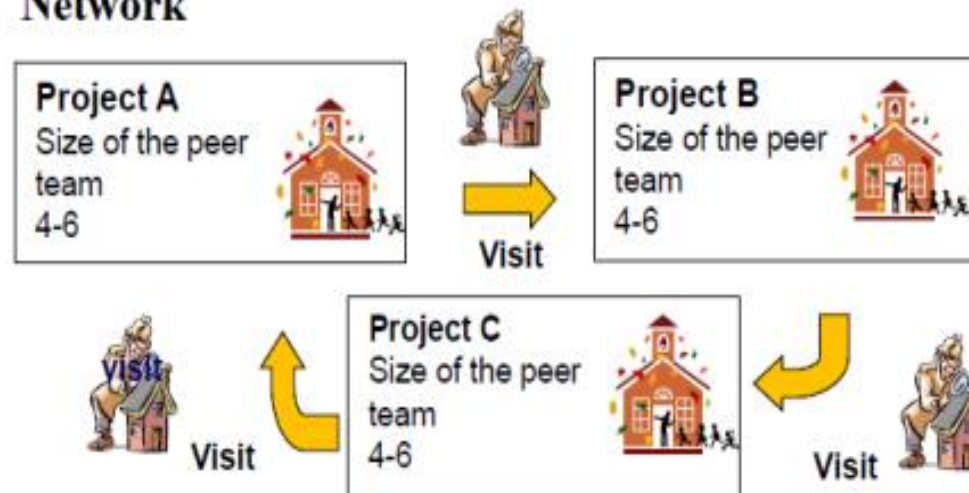 Network
Project A
Size of the peer
team
4-6
Visit
Project B
Size of the peer
team
4-6
visit
Visit
Project C
Size of the peer
team
4-6
Visit